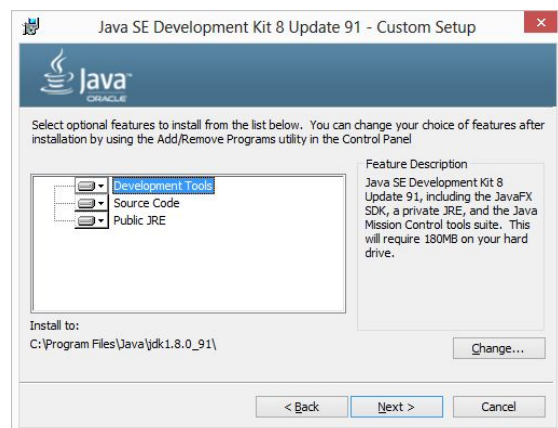 Java SE Development Kit 8 Update 91 - Custom Setup
Java™
ORACLE
Select optional features to install from the list below. You can change your choice of features after
installation by using the Add/Remove Programs utility in the Control Panel
Development Tools
Source Code
Public JRE
Feature Description
Java SE Development Kit 8
Update 91, including the JavaFX
SDK, a private JRE, and the Java
Mission Control tools suite. This
will require 180MB on your hard
drive.
Install to:
C:\Program Files\Java\jdk1.8.0_91\
Change...
< Back
Next >
Cancel